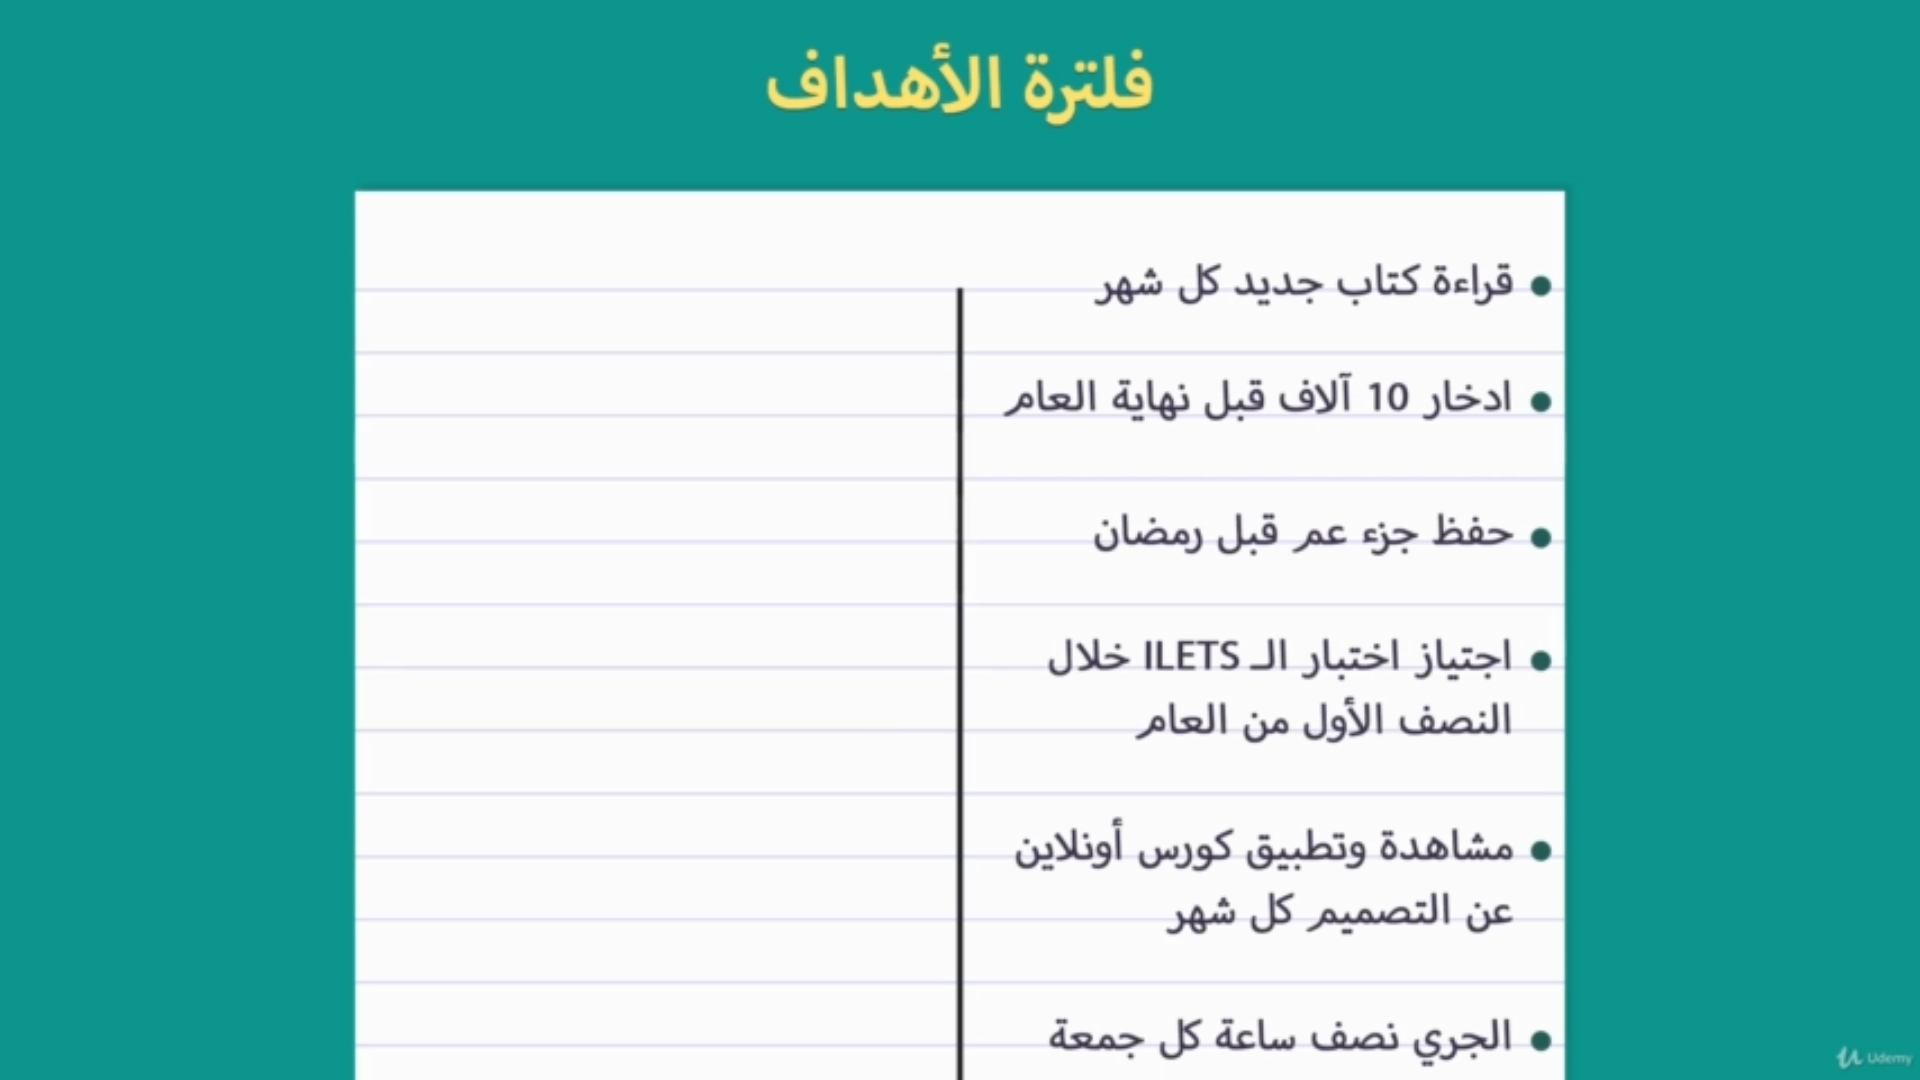 فلترة الأهداف
• قراءة كتاب جديد كل شهر
• ادخار 10 آلاف قبل نهاية العام
• حفظ جزء عم قبل رمضان
• اجتياز اختبار الـ ILETS خلال
النصف الأول من العام
• مشاهدة وتطبيق كورس أونلاين
عن التصميم كل شهر
• الجري نصف ساعة كل جمعة
Udemy